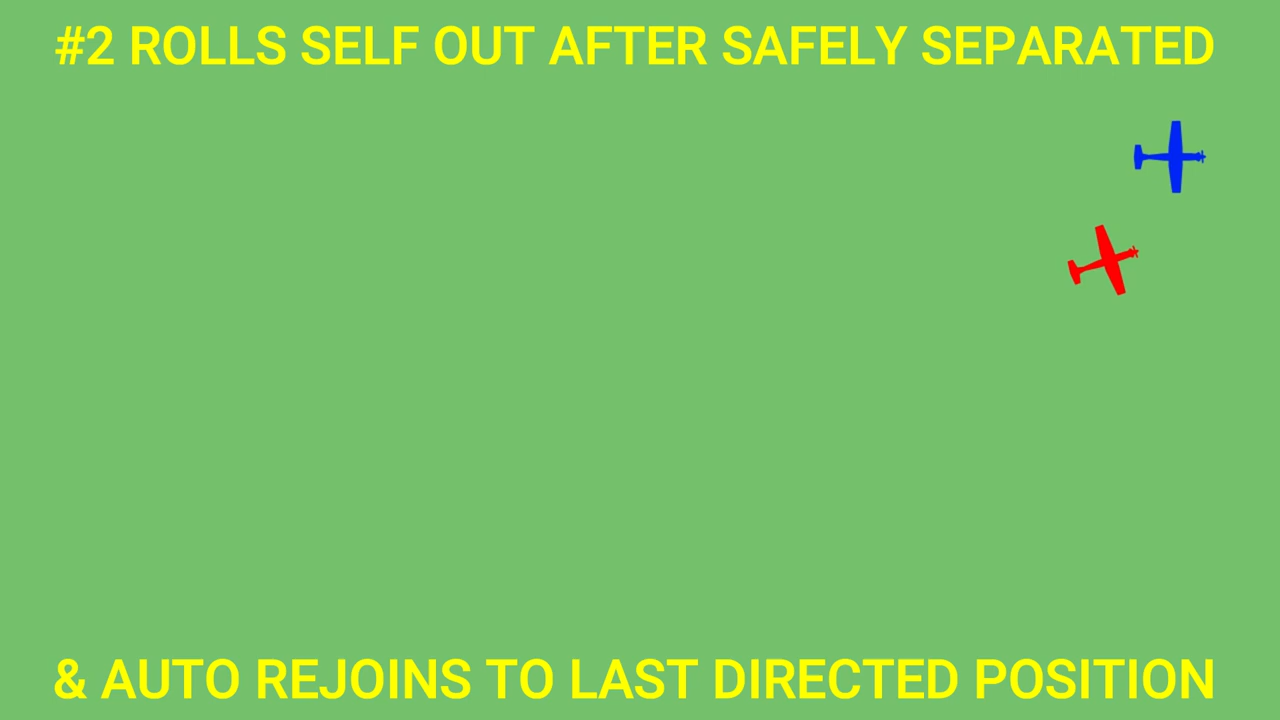 #2 ROLLS SELF OUT AFTER SAFELY SEPARATED
& AUTO REJOINS TO LAST DIRECTED POSITION